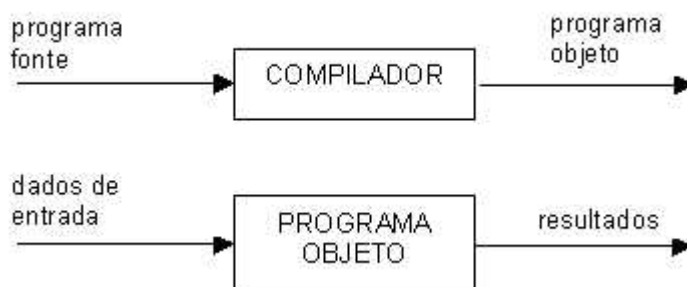 programa
fonte
COMPILADOR
programa
objeto
dados de
entrada
PROGRAMA
OBJETO
resultados